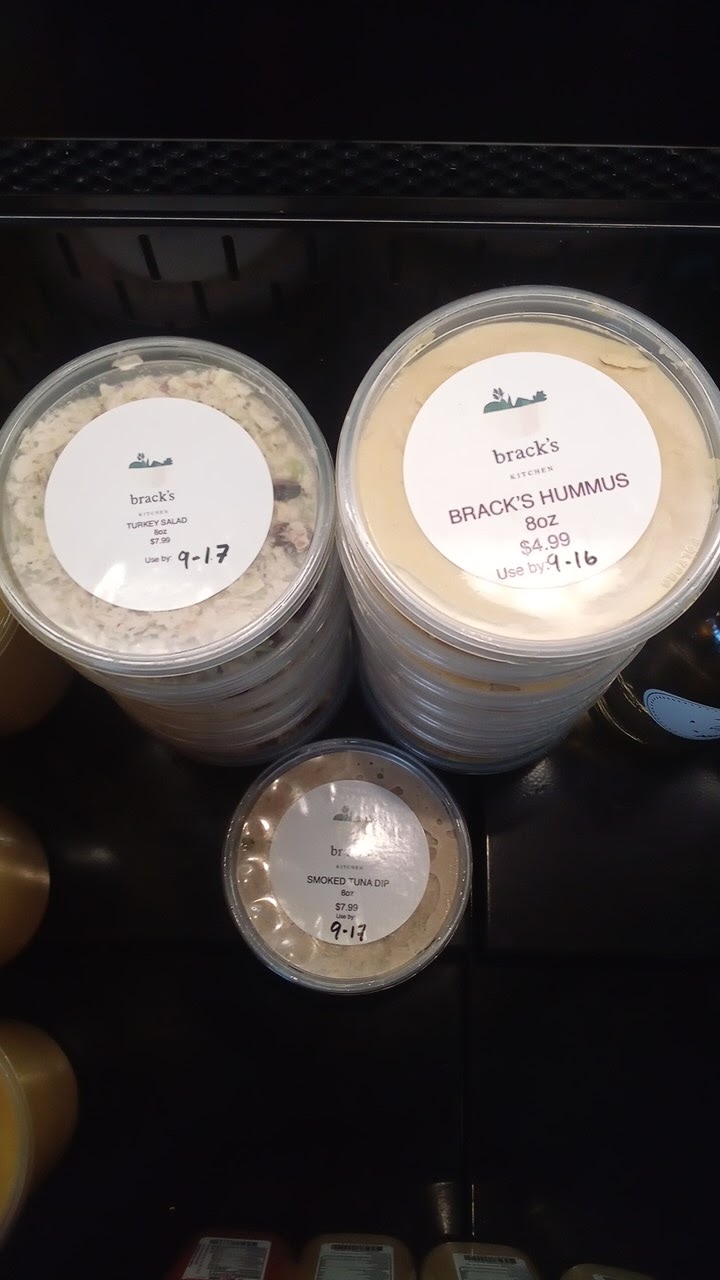 brack's
KITCHEN
TURKEY SALAD
8oz
$7.99
Use by: 9-17
brack's
KITCHEN
BRACK'S HUMMUS
8oz
$4.99
Use by: 9-16
KITCHEN
SMOKED TUNA DIP
6oz
$7.99
Use by:
9-17